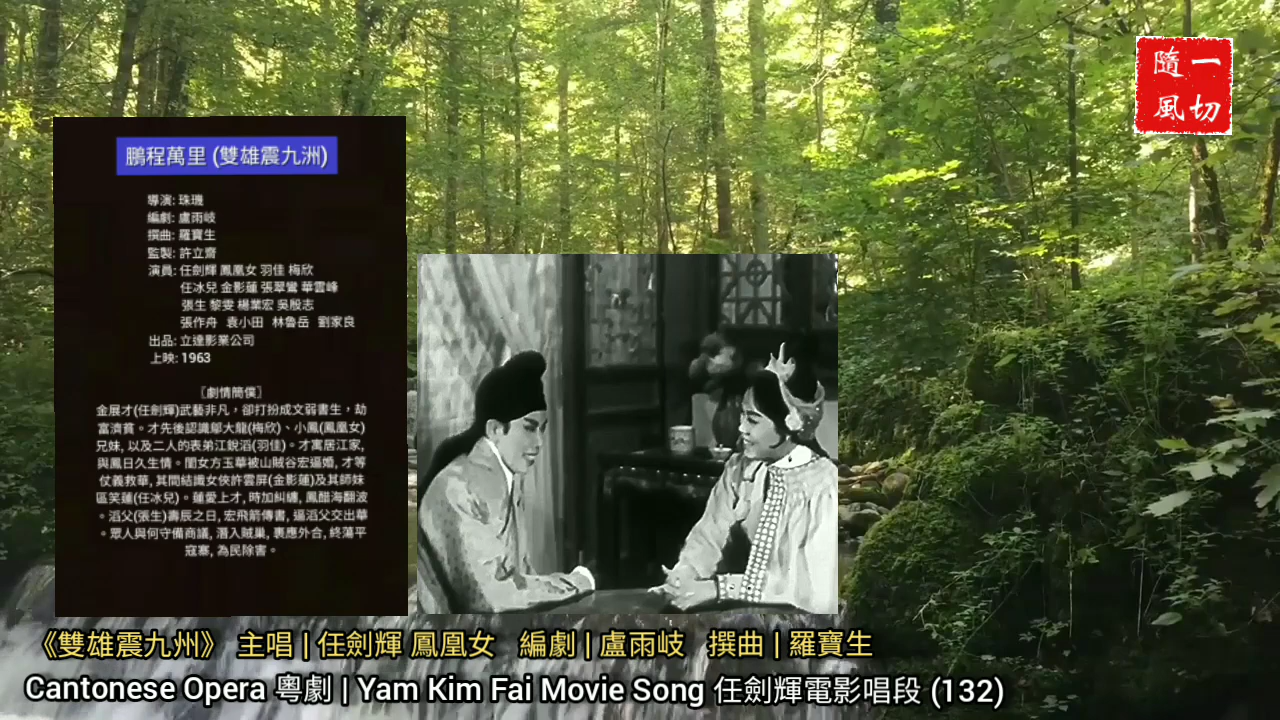 隨一
風切
鵬程萬里 (雙雄震九洲)
導演: 珠璣
編劇: 盧雨岐
撰曲: 羅寶生
監製: 許立齋
演員: 任劍輝 鳳凰女 羽佳 梅欣
任冰兒 金影蓮 張翠鸞 華雲峰
張生 黎雯 楊業宏 吳殷志
張作舟 袁小田 林魯岳 劉家良
出品: 立達影業公司
上映: 1963
〖劇情簡僕〗
金展才(任劍輝)武藝非凡，卻打扮成文弱書生，劫
富濟貧。才先後認識鄔大龍(梅欣)、小鳳(鳳凰女)
兄妹, 以及二人的表弟江銳滔(羽佳)。才寓居江家,
與鳳日久生情。閨女方玉華被山賊谷宏逼婚, 才等
仗義救華, 其間結識女俠許雲屏(金影蓮)及其師妹
區笑蓮(任冰兒)。蓮愛上才, 時加糾纏, 鳳醋海翻波
。滔父(張生)壽辰之日, 宏飛箭傳書, 逼滔父交出華
。眾人與何守備商議, 潛入賊巢, 裏應外合, 終蕩平
寇寨, 為民除害。
《雙雄震九州》 主唱 | 任劍輝 鳳凰女 編劇 | 盧雨岐 撰曲 | 羅寶生
Cantonese Opera 粵劇 | Yam Kim Fai Movie Song 任劍輝電影唱段 (132)